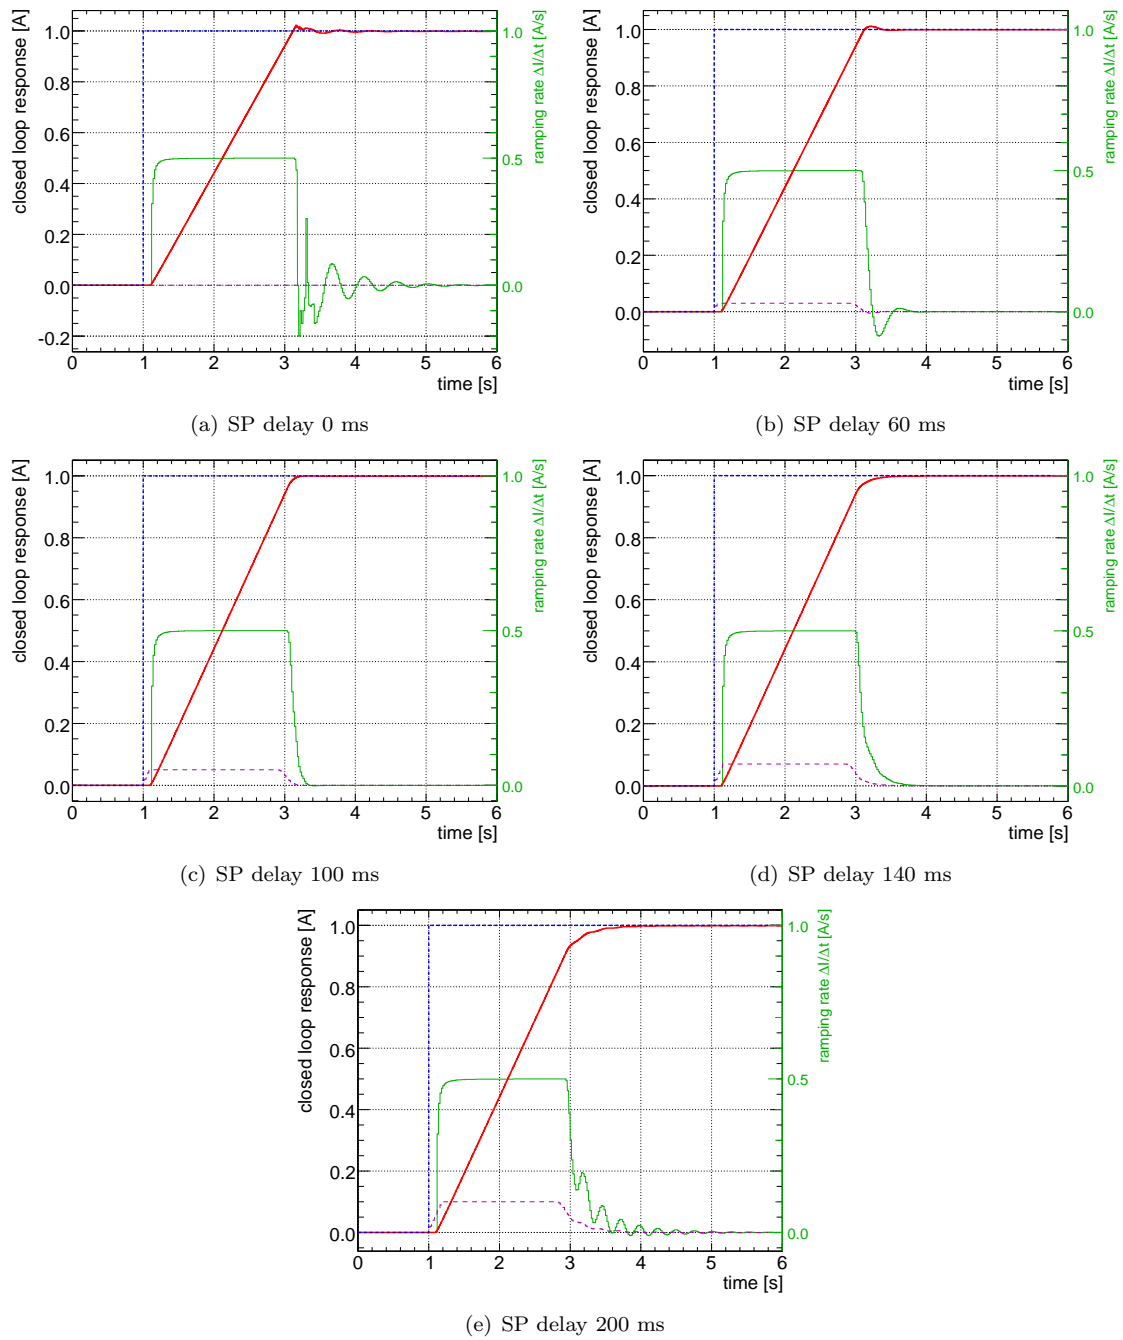 closed loop response [A]
1.0
0.8
0.6
0.4
0.2
0.0
-0.2
1.0
0.5
0.0
ramping rate ΔI/Δt [A/s]
0 1 2 3 4 5 6
time [s]
(a) SP delay 0 ms
closed loop response [A]
1.0
0.8
0.6
0.4
0.2
0.0
1.0
0.5
0.0
ramping rate ΔI/Δt [A/s]
0 1 2 3 4 5 6
time [s]
(b) SP delay 60 ms
closed loop response [A]
1.0
0.8
0.6
0.4
0.2
0.0
1.0
0.5
0.0
ramping rate ΔI/Δt [A/s]
0 1 2 3 4 5 6
time [s]
(c) SP delay 100 ms
closed loop response [A]
1.0
0.8
0.6
0.4
0.2
0.0
1.0
0.5
0.0
ramping rate ΔI/Δt [A/s]
0 1 2 3 4 5 6
time [s]
(d) SP delay 140 ms
closed loop response [A]
1.0
0.8
0.6
0.4
0.2
0.0
1.0
0.5
0.0
ramping rate ΔI/Δt [A/s]
0 1 2 3 4 5 6
time [s]
(e) SP delay 200 ms